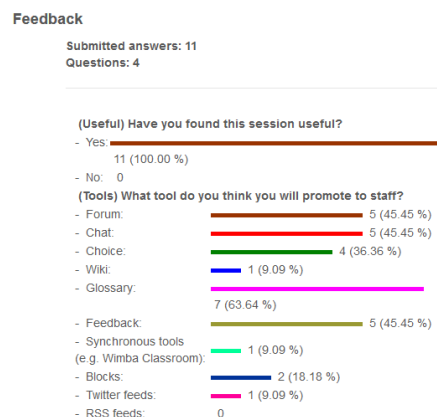 Feedback
Submitted answers: 11
Questions: 4
(Useful) Have you found this session useful?
- Yes:
11 (100.00 %)
- No: 0
(Tools) What tool do you think you will promote to staff?
- Forum: 5 (45.45 %)
- Chat: 5 (45.45 %)
- Choice: 4 (36.36 %)
- Wiki: 1 (9.09 %)
- Glossary:
7 (63.64 %)
- Feedback: 5 (45.45 %)
- Synchronous tools
(e.g. Wimba Classroom): 1 (9.09 %)
- Blocks: 2 (18.18 %)
- Twitter feeds: 1 (9.09 %)
- RSS feeds: 0